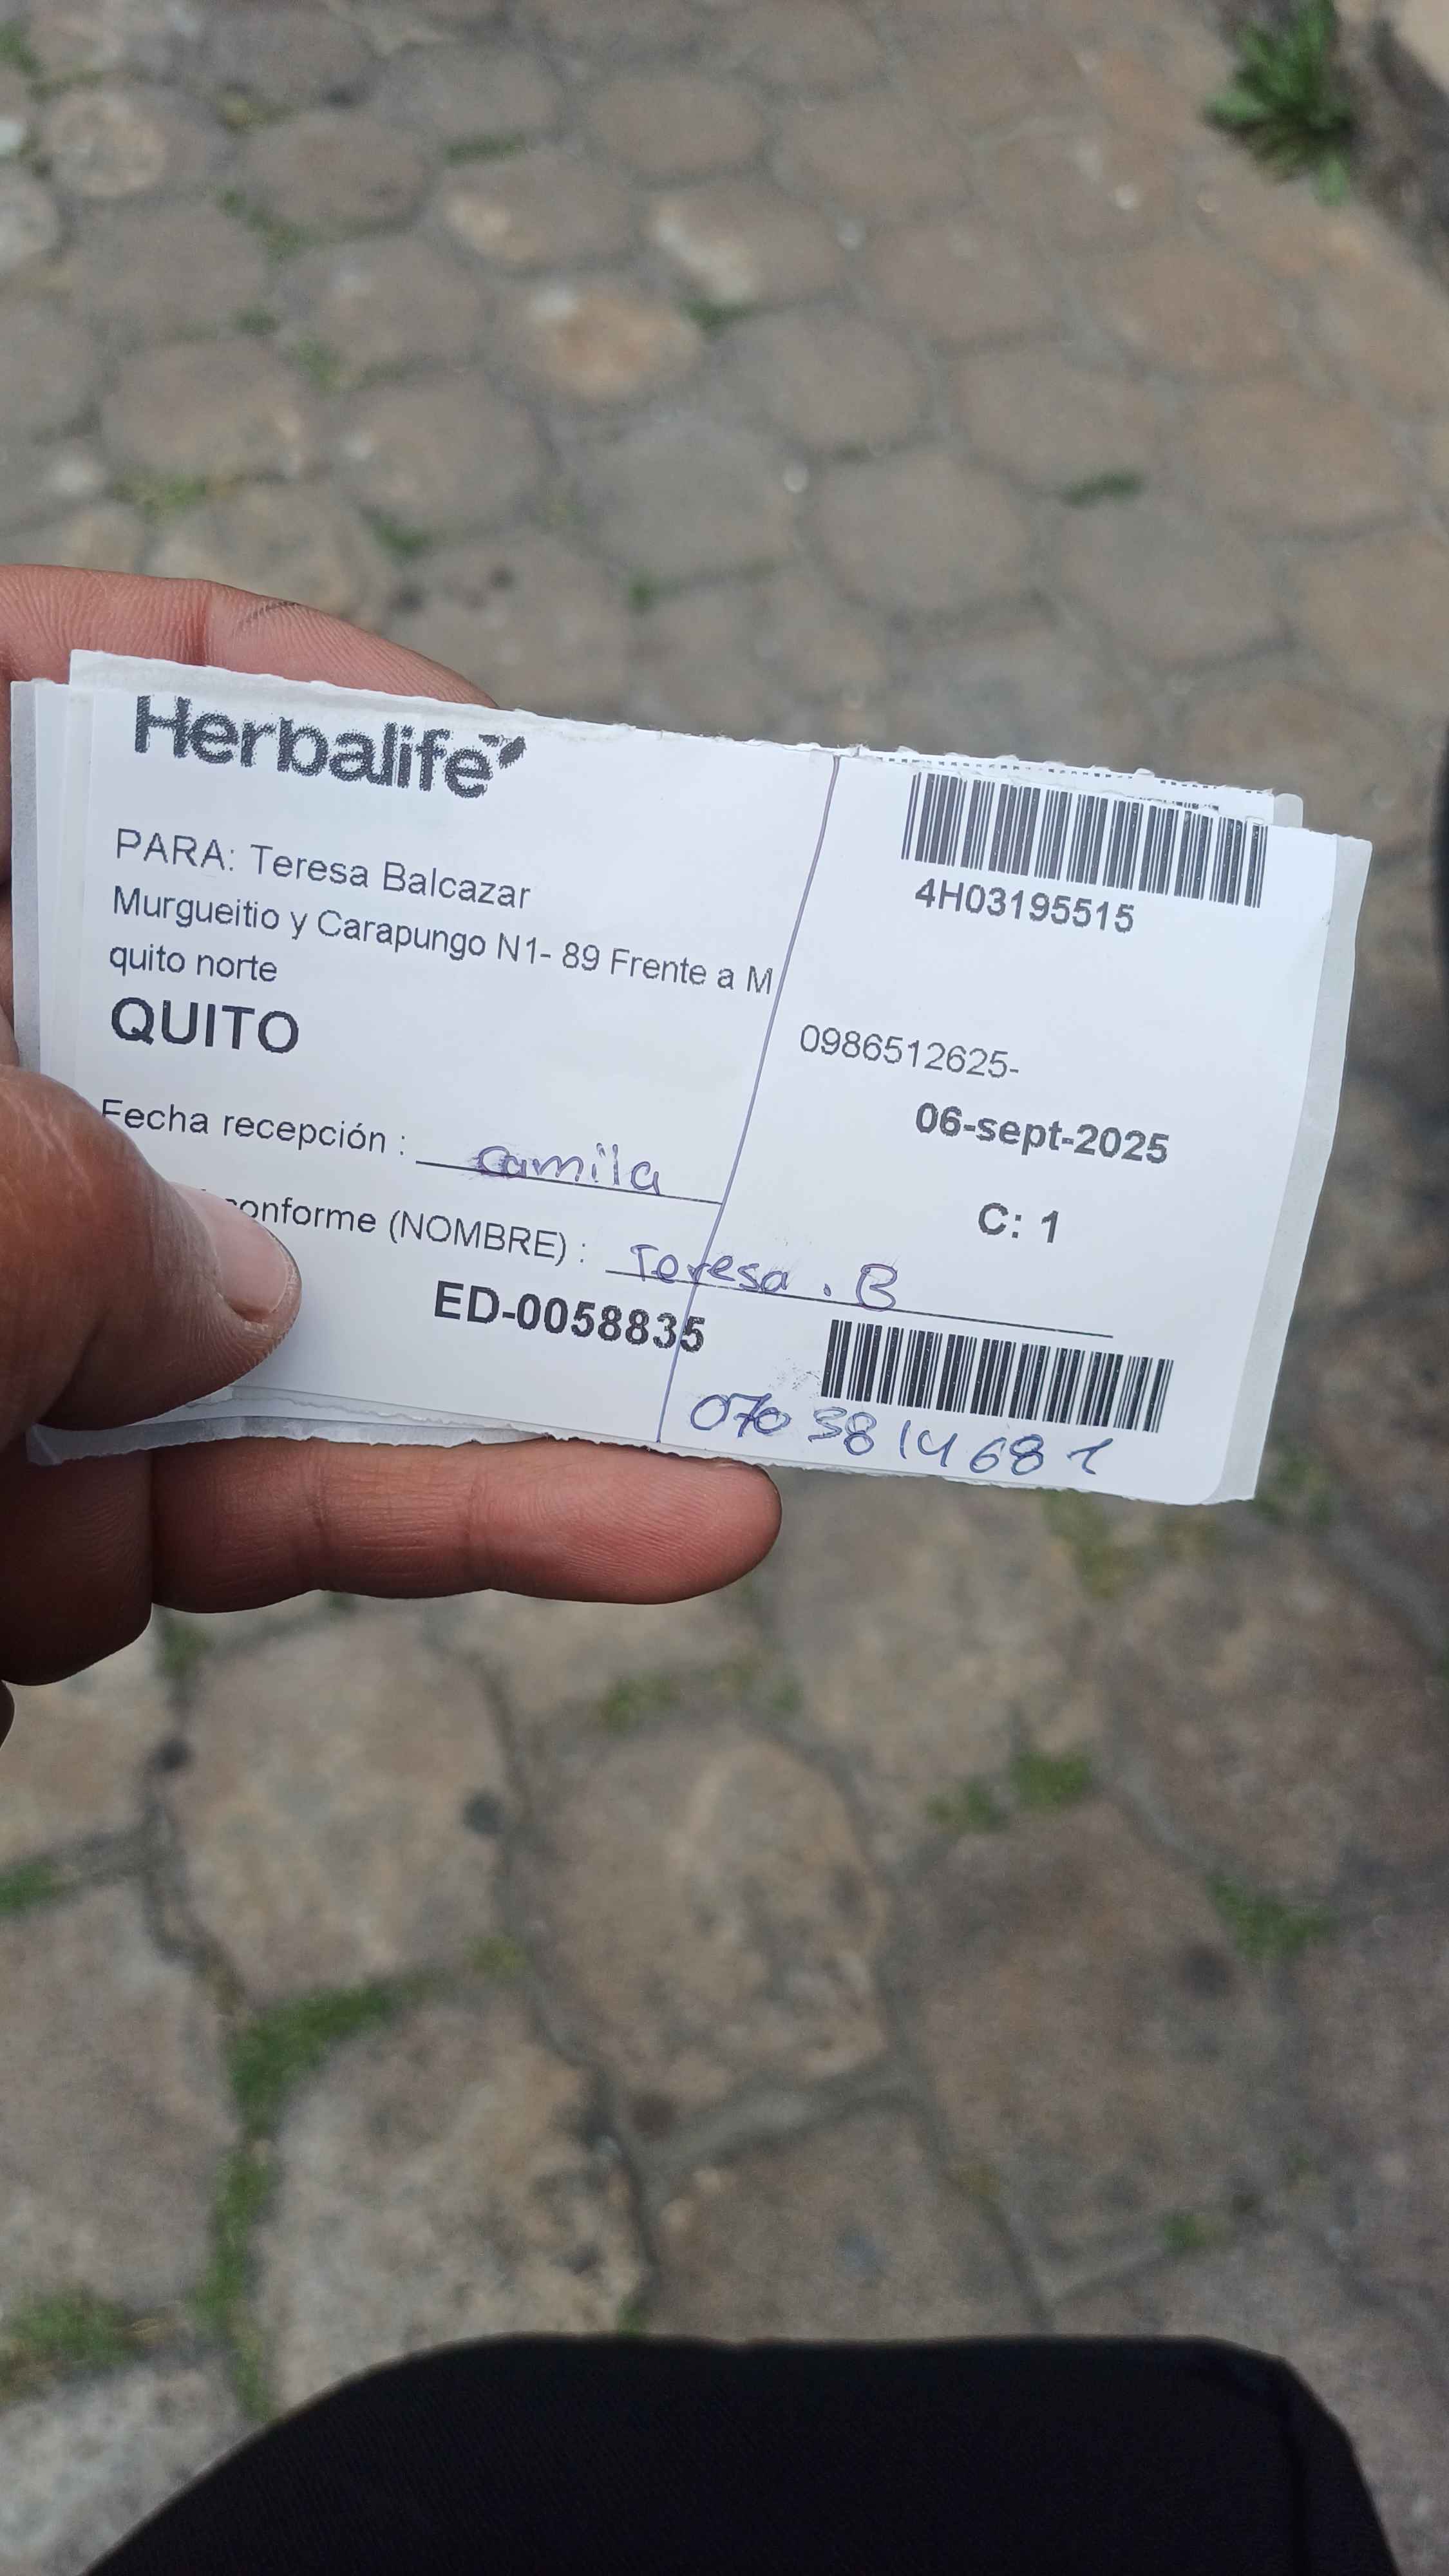 Herbalife
PARA: Teresa Balcazar
Murgueitio y Carapungo N1- 89 Frente a M
quito norte
QUITO
4H03195515
0986512625-
06-sept-2025
C: 1
Fecha recepción : Camila
conforme (NOMBRE) : Teresa . B
ED-0058835
0703814681